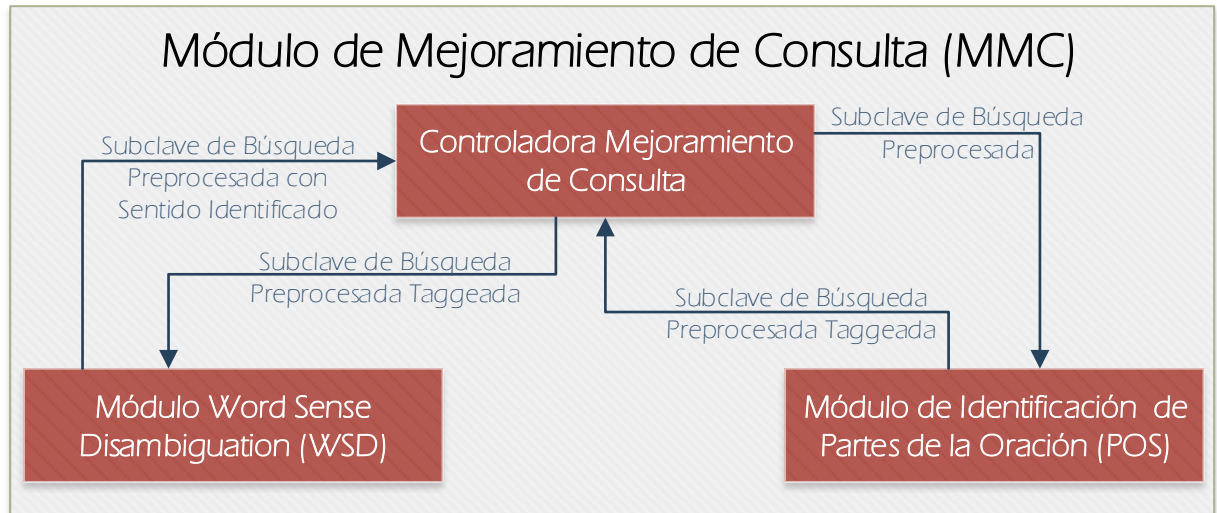 Módulo de Mejoramiento de Consulta (MMC)
Controladora Mejoramiento
de Consulta
Subclave de Búsqueda
Preprocesada
Subclave de Búsqueda
Preprocesada con
Sentido Identificado
Subclave de Búsqueda
Preprocesada Taggeada
Subclave de Búsqueda
Preprocesada Taggeada
Módulo Word Sense
Disambiguation (WSD)
Módulo de Identificación de
Partes de la Oración (POS)